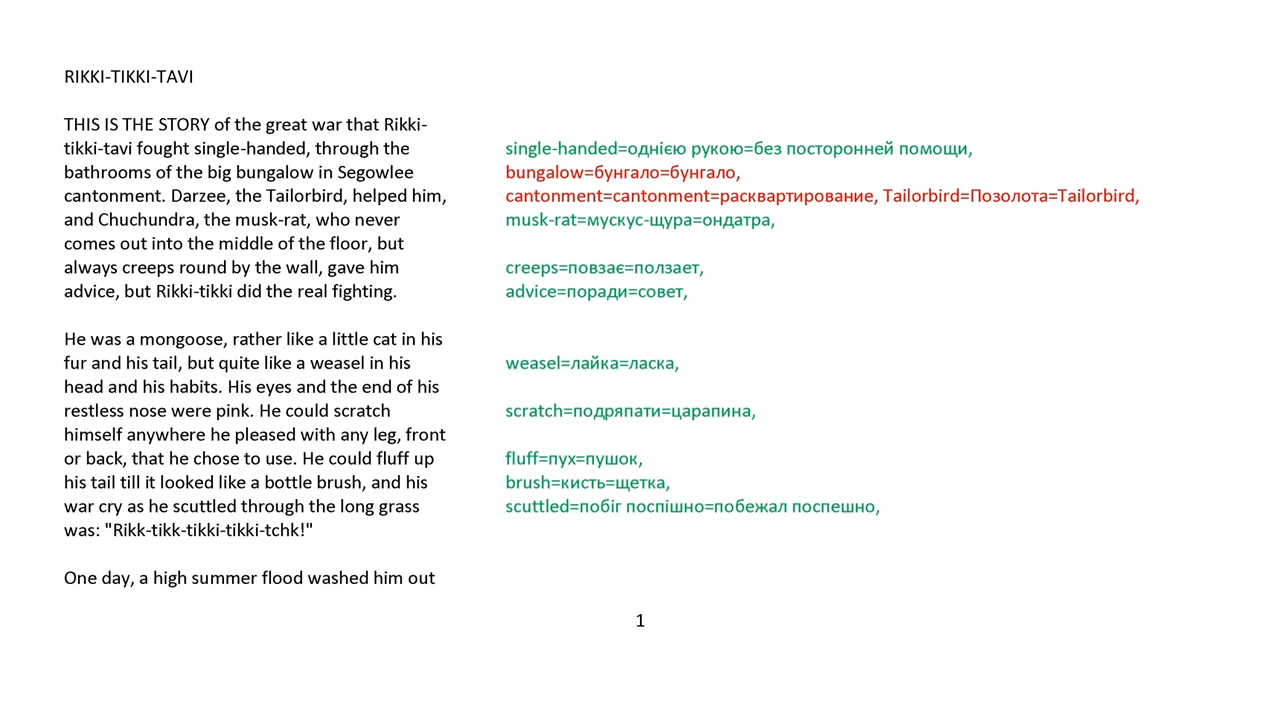 RIKKI-TIKKI-TAVI
THIS IS THE STORY of the great war that Rikki-
tikki-tavi fought single-handed, through the
bathrooms of the big bungalow in Segowlee
cantonment. Darzee, the Tailorbird, helped him,
and Chuchundra, the musk-rat, who never
comes out into the middle of the floor, but
always creeps round by the wall, gave him
advice, but Rikki-tikki did the real fighting.
He was a mongoose, rather like a little cat in his
fur and his tail, but quite like a weasel in his
head and his habits. His eyes and the end of his
restless nose were pink. He could scratch
himself anywhere he pleased with any leg, front
or back, that he chose to use. He could fluff up
his tail till it looked like a bottle brush, and his
war cry as he scuttled through the long grass
was: "Rikk-tikk-tikki-tikki-tchk!"
One day, a high summer flood washed him out
single-handed=однією рукою=без посторонней помощи,
bungalow=бунгало=бунгало,
cantonment=cantonment=расквартирование, Tailorbird=Позолота=Tailorbird,
musk-rat=мускус-щура=ондатра,
creeps=повзає=ползает,
advice=поради=совет,
weasel=лайка=ласка,
scratch=подряпати=царапина,
fluff=пух=пушок,
brush=кисть=щетка,
scuttled=побіг поспішно=побежал поспешно,
1